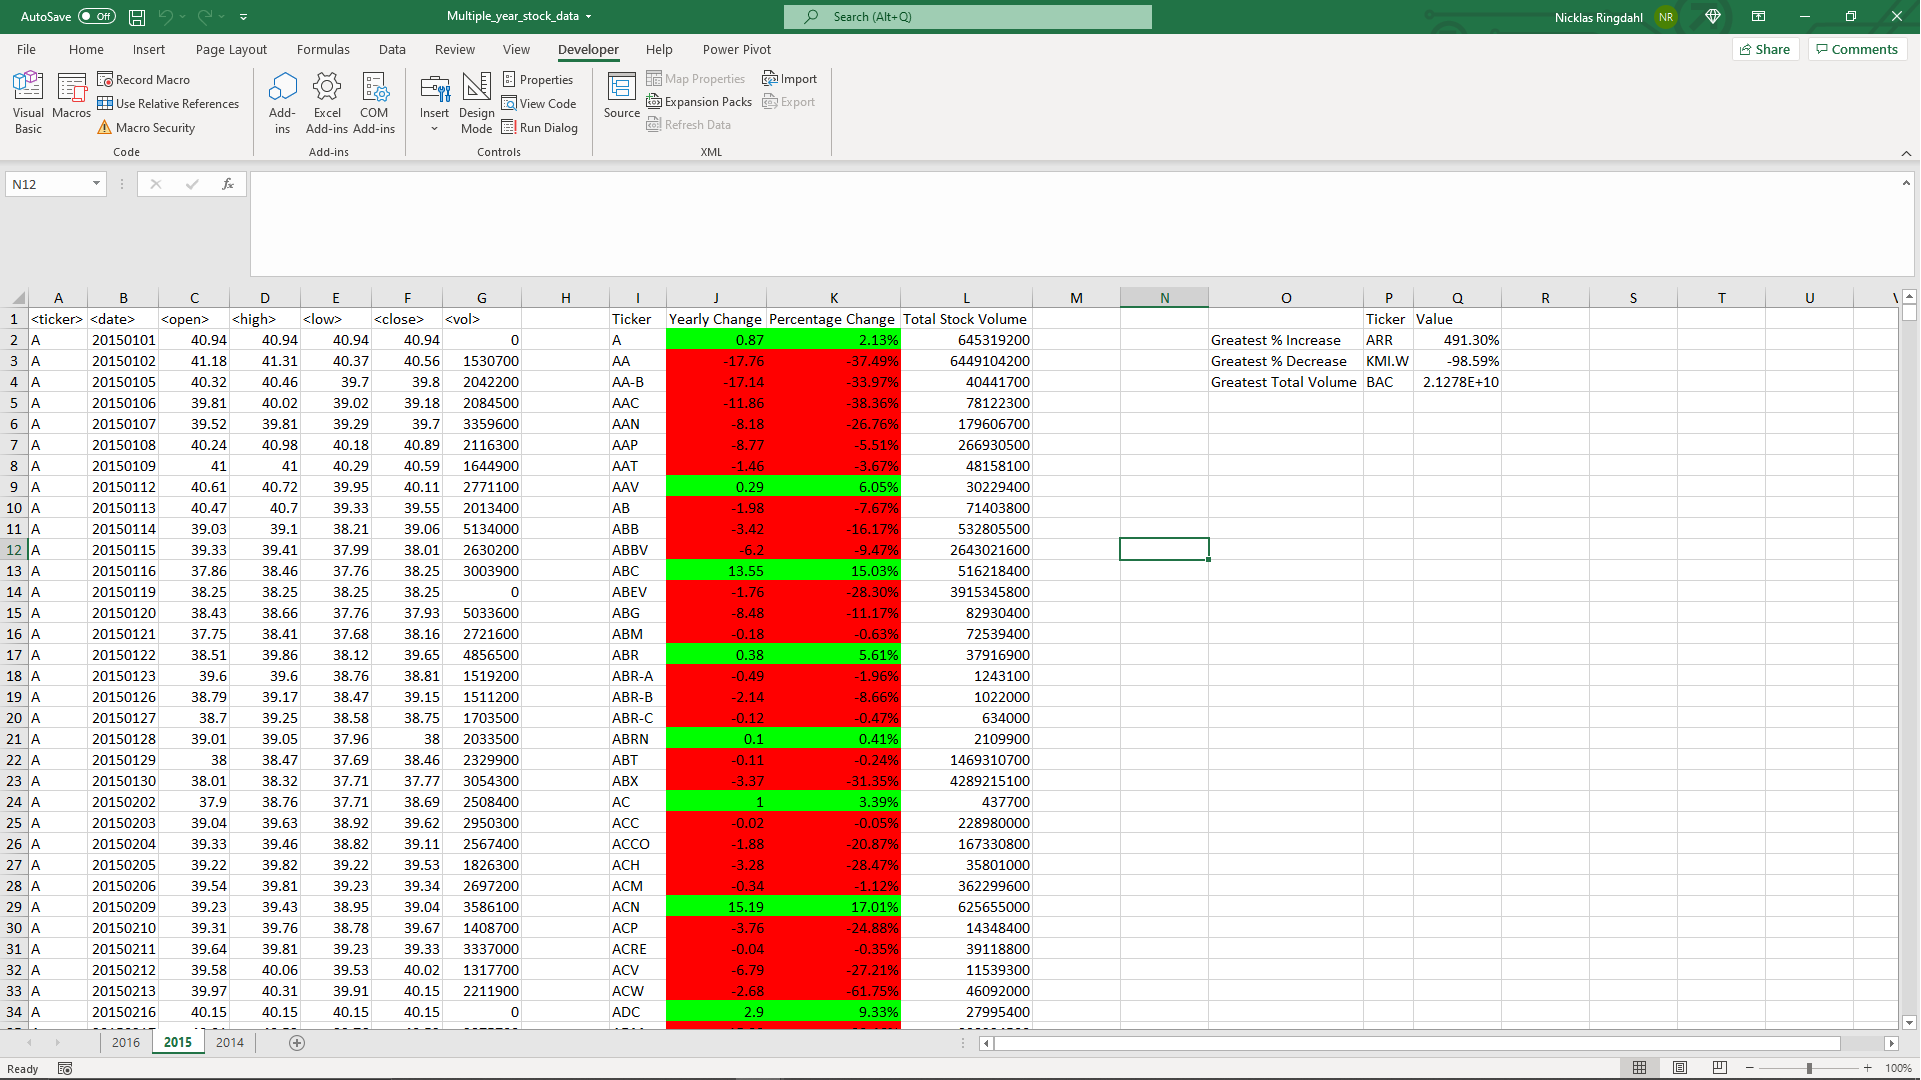 AutoSave Off Multiple_year_stock_data Search (Alt+Q) Nicklas Ringdahl NR
File Home Insert Page Layout Formulas Data Review View Developer Help Power Pivot Share Comments
Visual Basic Macros Record Macro
Use Relative References
Macro Security
Code
Add-ins Excel Add-ins COM Add-ins
Add-ins
Insert Design Mode Properties
View Code
Run Dialog
Controls
Source Map Properties Import
Expansion Packs Export
Refresh Data
XML
N12 fx
A B C D E F G H I J K L M N O P Q R S T U
1 <ticker> <date> <open> <high> <low> <close> <vol> Ticker Yearly Change Percentage Change Total Stock Volume Ticker Value
2 A 20150101 40.94 40.94 40.94 40.94 0 A 0.87 2.13% 645319200 Greatest % Increase ARR 491.30%
3 A 20150102 41.18 41.31 40.37 40.56 1530700 AA -17.76 -37.49% 6449104200 Greatest % Decrease KMI.W -98.59%
4 A 20150105 40.32 40.46 39.7 39.8 2042200 AA-B -17.14 -33.97% 40441700 Greatest Total Volume BAC 2.1278E+10
5 A 20150106 39.81 40.02 39.02 39.18 2084500 AAC -11.86 -38.36% 78122300
6 A 20150107 39.52 39.81 39.29 39.7 3359600 AAN -8.18 -26.76% 179606700
7 A 20150108 40.24 40.98 40.18 40.89 2116300 AAP -8.77 -5.51% 266930500
8 A 20150109 41 41 40.29 40.59 1644900 AAT -1.46 -3.67% 48158100
9 A 20150112 40.61 40.72 39.95 40.11 2771100 AAV 0.29 6.05% 30229400
10 A 20150113 40.47 40.7 39.33 39.55 2013400 AB -1.98 -7.67% 71403800
11 A 20150114 39.03 39.1 38.21 39.06 5134000 ABB -3.42 -16.17% 532805500
12 A 20150115 39.33 39.41 37.99 38.01 2630200 ABBV -6.2 -9.47% 2643021600
13 A 20150116 37.86 38.46 37.76 38.25 3003900 ABC 13.55 15.03% 516218400
14 A 20150119 38.25 38.25 38.25 38.25 0 ABEV -1.76 -28.30% 3915345800
15 A 20150120 38.43 38.66 37.76 37.93 5033600 ABG -8.48 -11.17% 82930400
16 A 20150121 37.75 38.41 37.68 38.16 2721600 ABM -0.18 -0.63% 72539400
17 A 20150122 38.51 39.86 38.12 39.65 4856500 ABR 0.38 5.61% 37916900
18 A 20150123 39.6 39.6 38.76 38.81 1519200 ABR-A -0.49 -1.96% 1243100
19 A 20150126 38.79 39.17 38.47 39.15 1511200 ABR-B -2.14 -8.66% 1022000
20 A 20150127 38.7 39.25 38.58 38.75 1703500 ABR-C -0.12 -0.47% 634000
21 A 20150128 39.01 39.05 37.96 38 2033500 ABRN 0.1 0.41% 2109900
22 A 20150129 38 38.47 37.69 38.46 2329900 ABT -0.11 -0.24% 1469310700
23 A 20150130 38.01 38.32 37.71 37.77 3054300 ABX -3.37 -31.35% 4289215100
24 A 20150202 37.9 38.76 37.71 38.69 2508400 AC 1 3.39% 437700
25 A 20150203 39.04 39.63 38.92 39.62 2950300 ACC -0.02 -0.05% 228980000
26 A 20150204 39.33 39.46 38.82 39.11 2567400 ACCO -1.88 -20.87% 167330800
27 A 20150205 39.22 39.82 39.22 39.53 1826300 ACH -3.28 -28.47% 35801000
28 A 20150206 39.54 39.81 39.23 39.34 2697200 ACM -0.34 -1.12% 362299600
29 A 20150209 39.23 39.43 38.95 39.04 3586100 ACN 15.19 17.01% 625655000
30 A 20150210 39.31 39.76 38.78 39.67 1408700 ACP -3.76 -24.88% 14348400
31 A 20150211 39.64 39.81 39.23 39.33 3337000 ACRE -0.04 -0.35% 39118800
32 A 20150212 39.58 40.06 39.53 40.02 1317700 ACV -6.79 -27.21% 11539300
33 A 20150213 39.97 40.31 39.91 40.15 2211900 ACW -2.68 -61.75% 46092000
34 A 20150216 40.15 40.15 40.15 40.15 0 ADC 2.9 9.33% 27995400
2016 2015 2014
Ready 100%